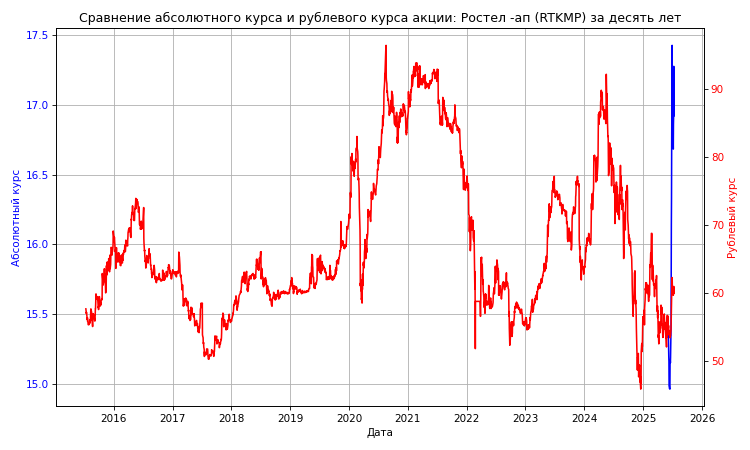 Сравнение абсолютного курса и рублевого курса акции: Ростел -ап (RTKMP) за десять лет
17.5
17.0
16.5
16.0
15.5
15.0
Абсолютный курс
90
80
70
60
50
Рублевый курс
2016 2017 2018 2019 2020 2021 2022 2023 2024 2025 2026
Дата